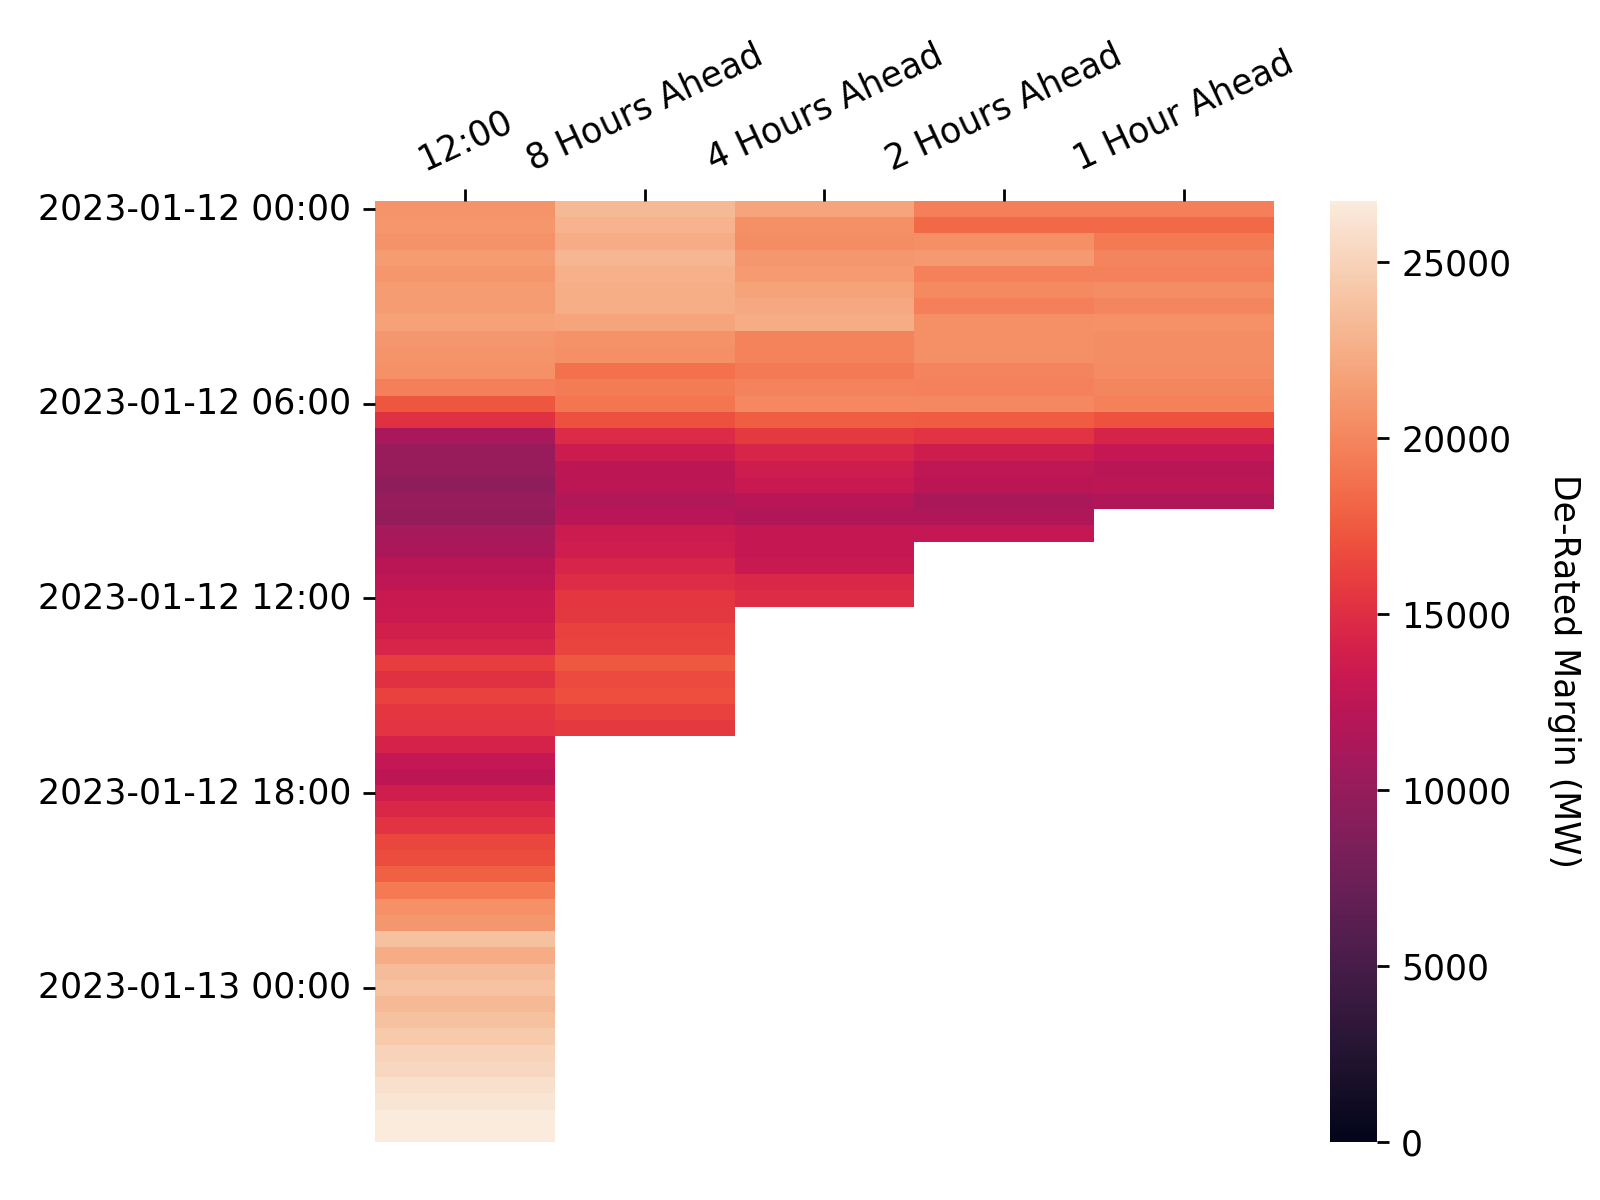 12:00
8 Hours Ahead
4 Hours Ahead
2 Hours Ahead
1 Hour Ahead
2023-01-12 00:00
2023-01-12 06:00
2023-01-12 12:00
2023-01-12 18:00
2023-01-13 00:00
25000
20000
15000
10000
5000
0
De-Rated Margin (MW)